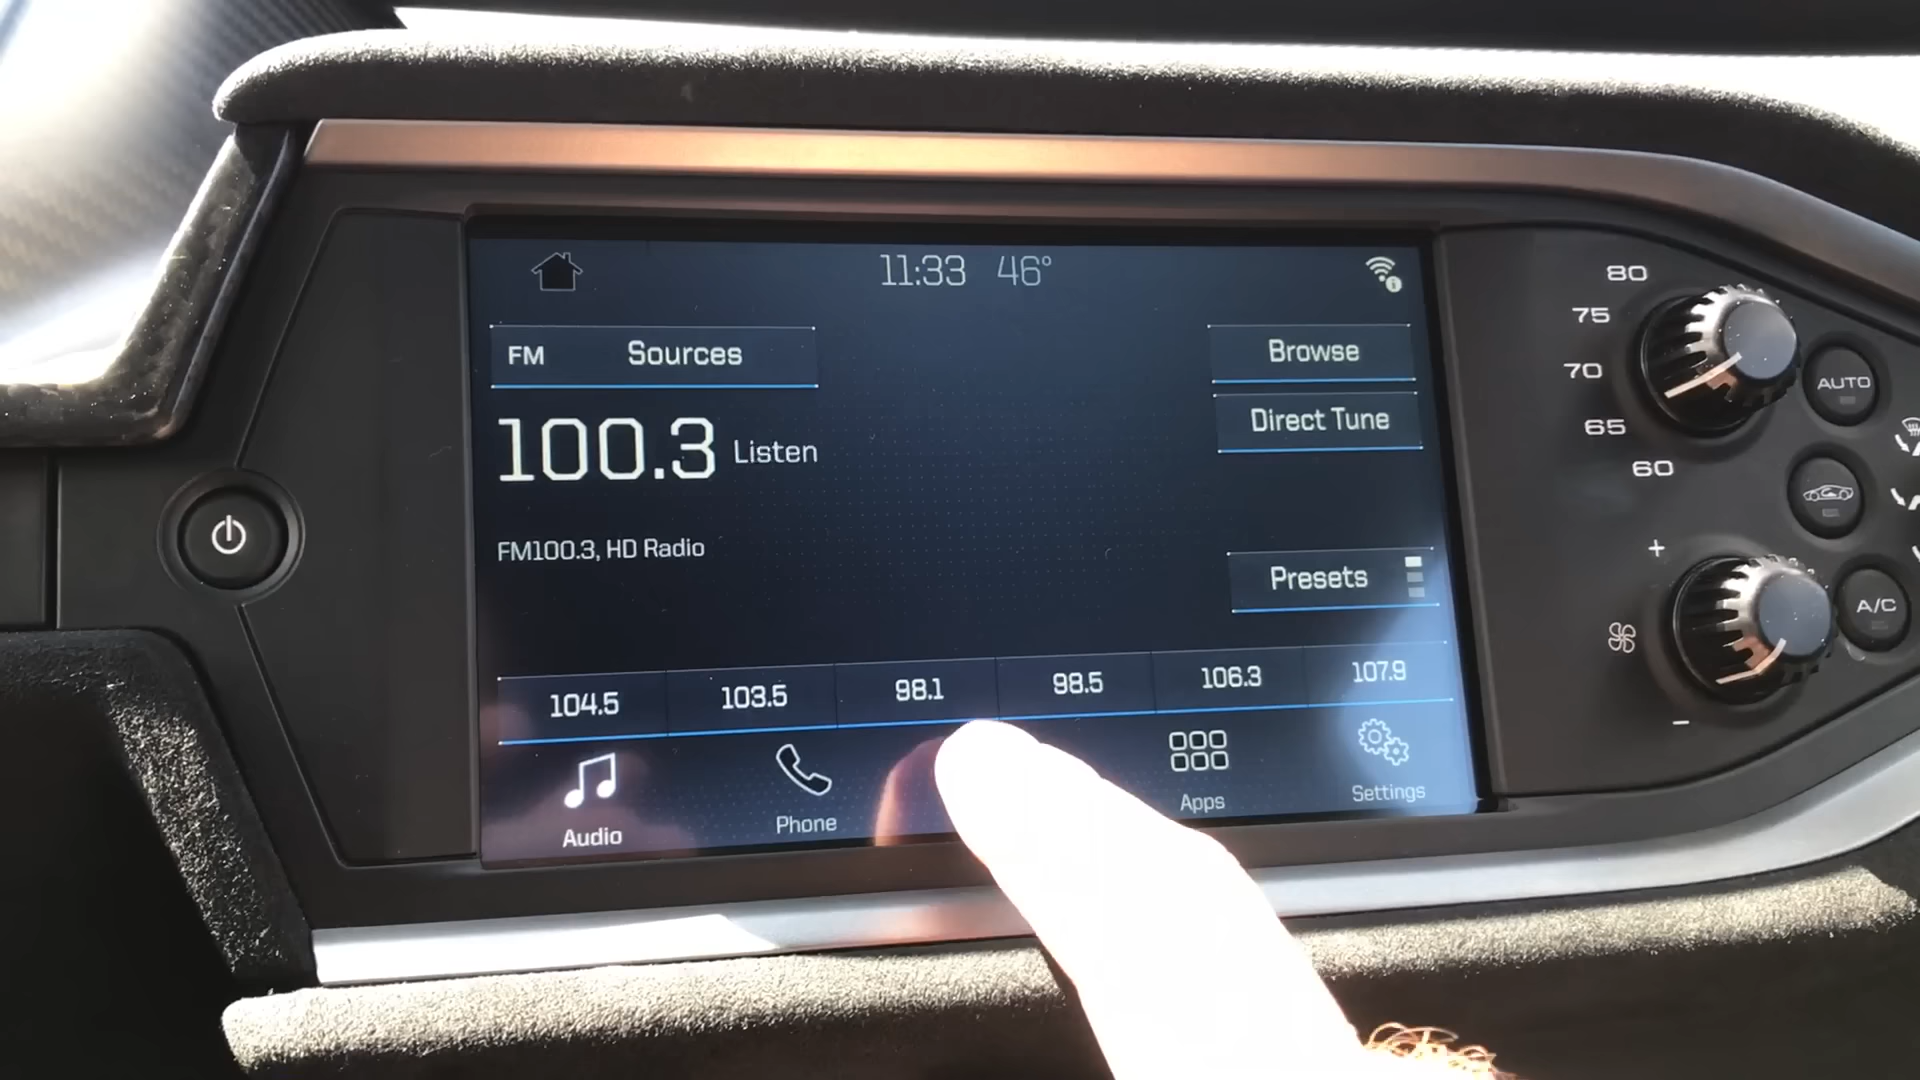 11:33 46°
FM Sources
Browse
100.3 Listen
Direct Tune
FM100.3, HD Radio
Presets
104.5 103.5 98.1 98.5 106.3 107.9
Audio
Phone
Apps
Settings
80
75
70
65
60
AUTO
+
A/C
−